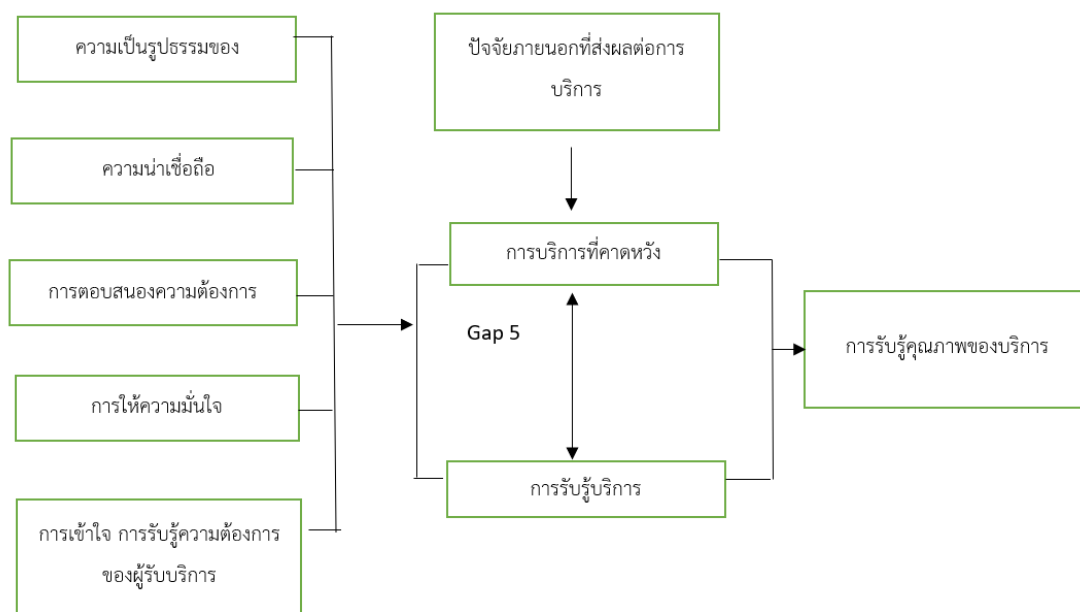 ความเป็นรูปธรรมของ
ความน่าเชื่อถือ
การตอบสนองความต้องการ
การให้ความมั่นใจ
การเข้าใจ การรับรู้ความต้องการ
ของผู้รับบริการ
ปัจจัยภายนอกที่ส่งผลต่อการ
บริการ
การบริการที่คาดหวัง
Gap 5
การรับรู้บริการ
การรับรู้คุณภาพของบริการ